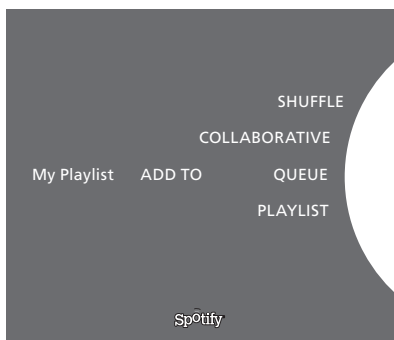 SHUFFLE
COLLABORATIVE
My Playlist ADD TO QUEUE
PLAYLIST
Spotify